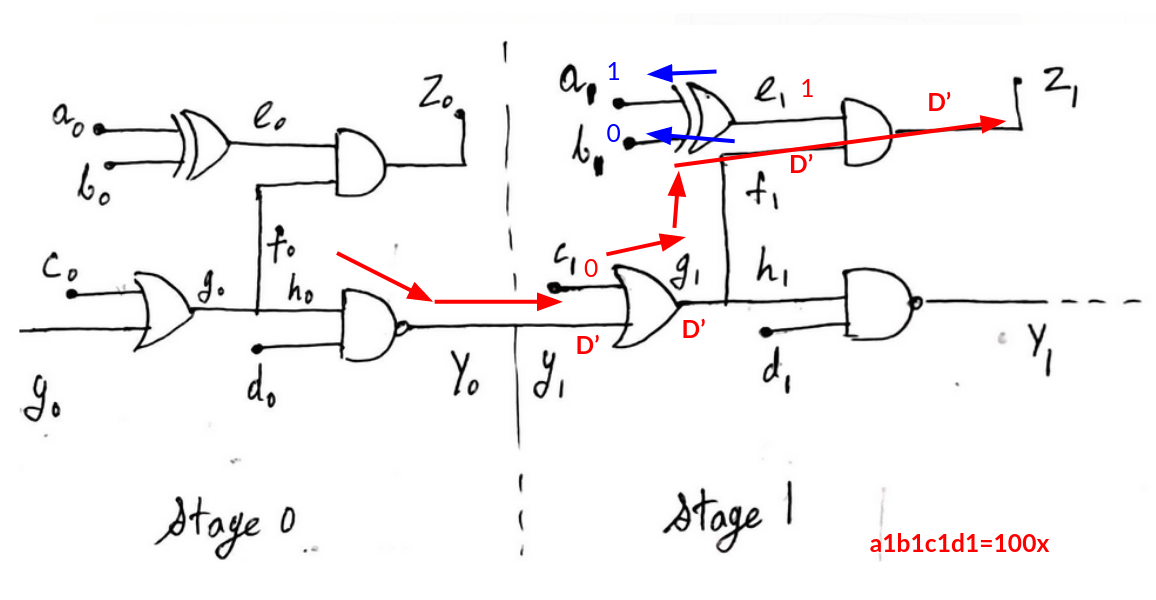 a₀
b₀
e₀
Z₀
f₀
c₀
g₀
h₀
y₀
d₀
Y₀
Stage 0
a₁ 1
b₁ 0
e₁ 1
D’
Z₁
D’
f₁
c₁ 0
g₁
h₁
D’
D’
y₁
d₁
Y₁
Stage 1
a1b1c1d1=100x